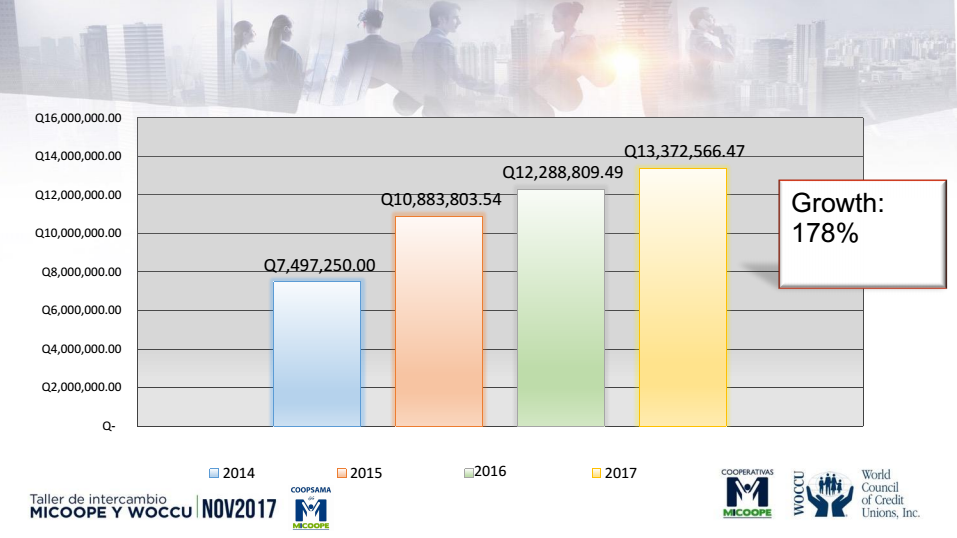 Q16,000,000.00
Q14,000,000.00
Q12,000,000.00
Q10,000,000.00
Q8,000,000.00
Q6,000,000.00
Q4,000,000.00
Q2,000,000.00
Q-
Q7,497,250.00
Q10,883,803.54
Q12,288,809.49
Q13,372,566.47
Growth:
178%
2014
2015
2016
2017
Taller de intercambio
MICOOPE Y WOCCU
NOV2017
COOPSAMA
MICOOPE
COOPERATIVAS
MICOOPE
WOCCU
World
Council
of Credit
Unions, Inc.